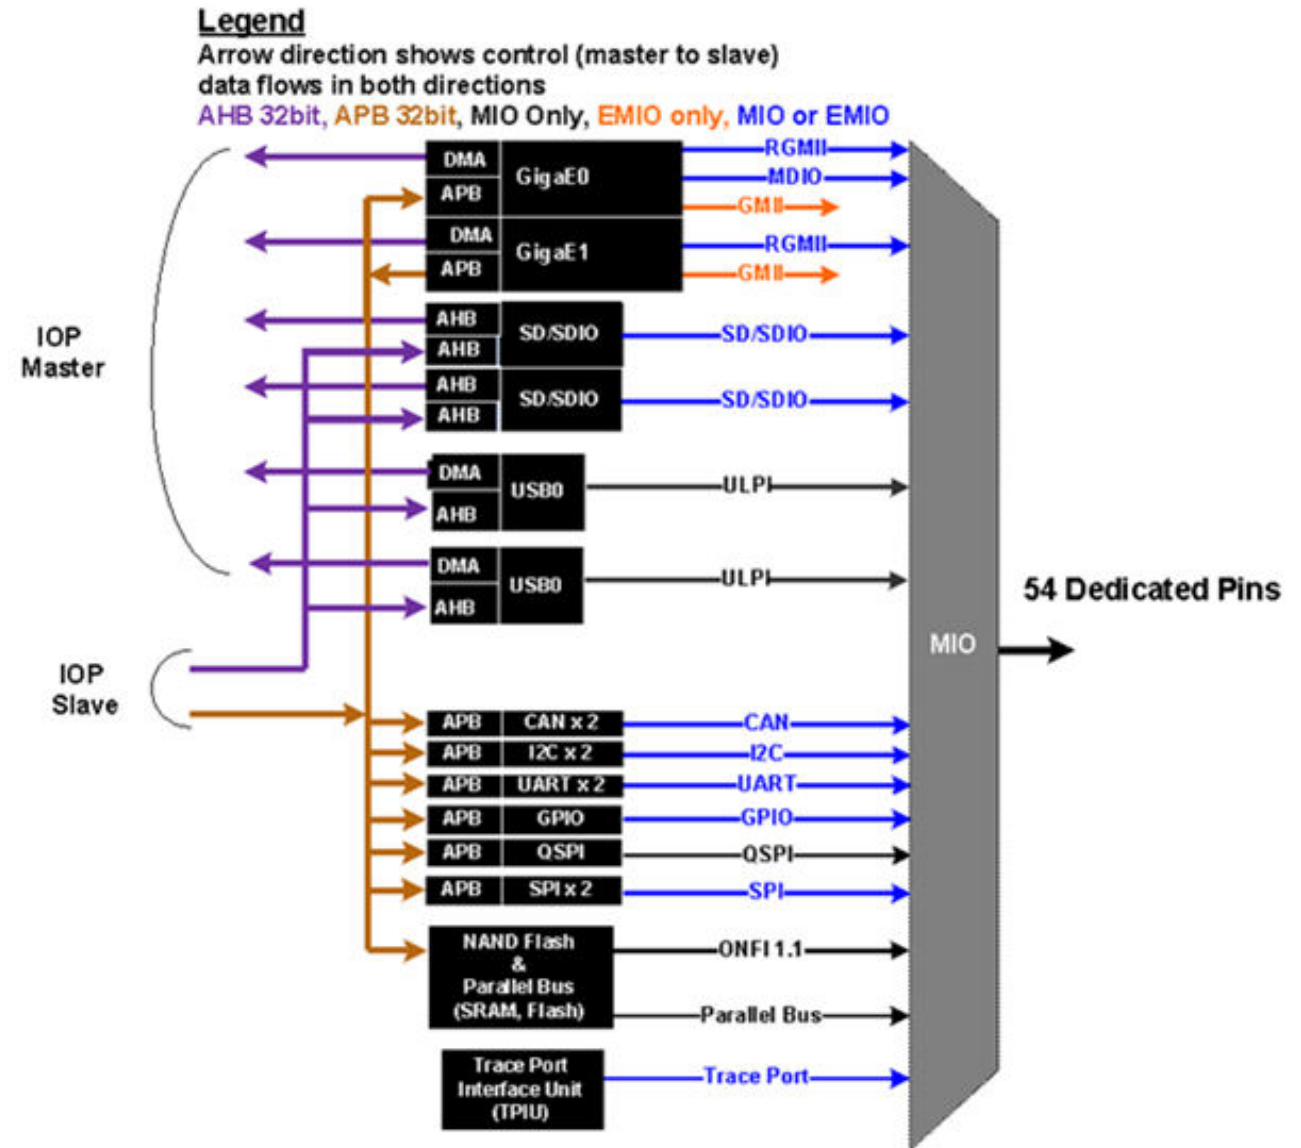 Legend
Arrow direction shows control (master to slave)
data flows in both directions
AHB 32bit, APB 32bit, MIO Only, EMIO only, MIO or EMIO
IOP
Master
IOP
Slave
DMA
APB
GigaE0
RGMII
MDIO
GMII
DMA
APB
GigaE1
RGMII
GMII
AHB
AHB
SD/SDIO
SD/SDIO
AHB
AHB
SD/SDIO
SD/SDIO
DMA
AHB
USB0
ULPI
DMA
AHB
USB0
ULPI
APB CAN x 2 CAN
APB I2C x 2 I2C
APB UART x 2 UART
APB GPIO GPIO
APB QSPI QSPI
APB SPI x 2 SPI
NAND Flash
&
Parallel Bus
(SRAM, Flash)
ONFI 1.1
Parallel Bus
Trace Port
Interface Unit
(TPIU)
Trace Port
MIO
54 Dedicated Pins